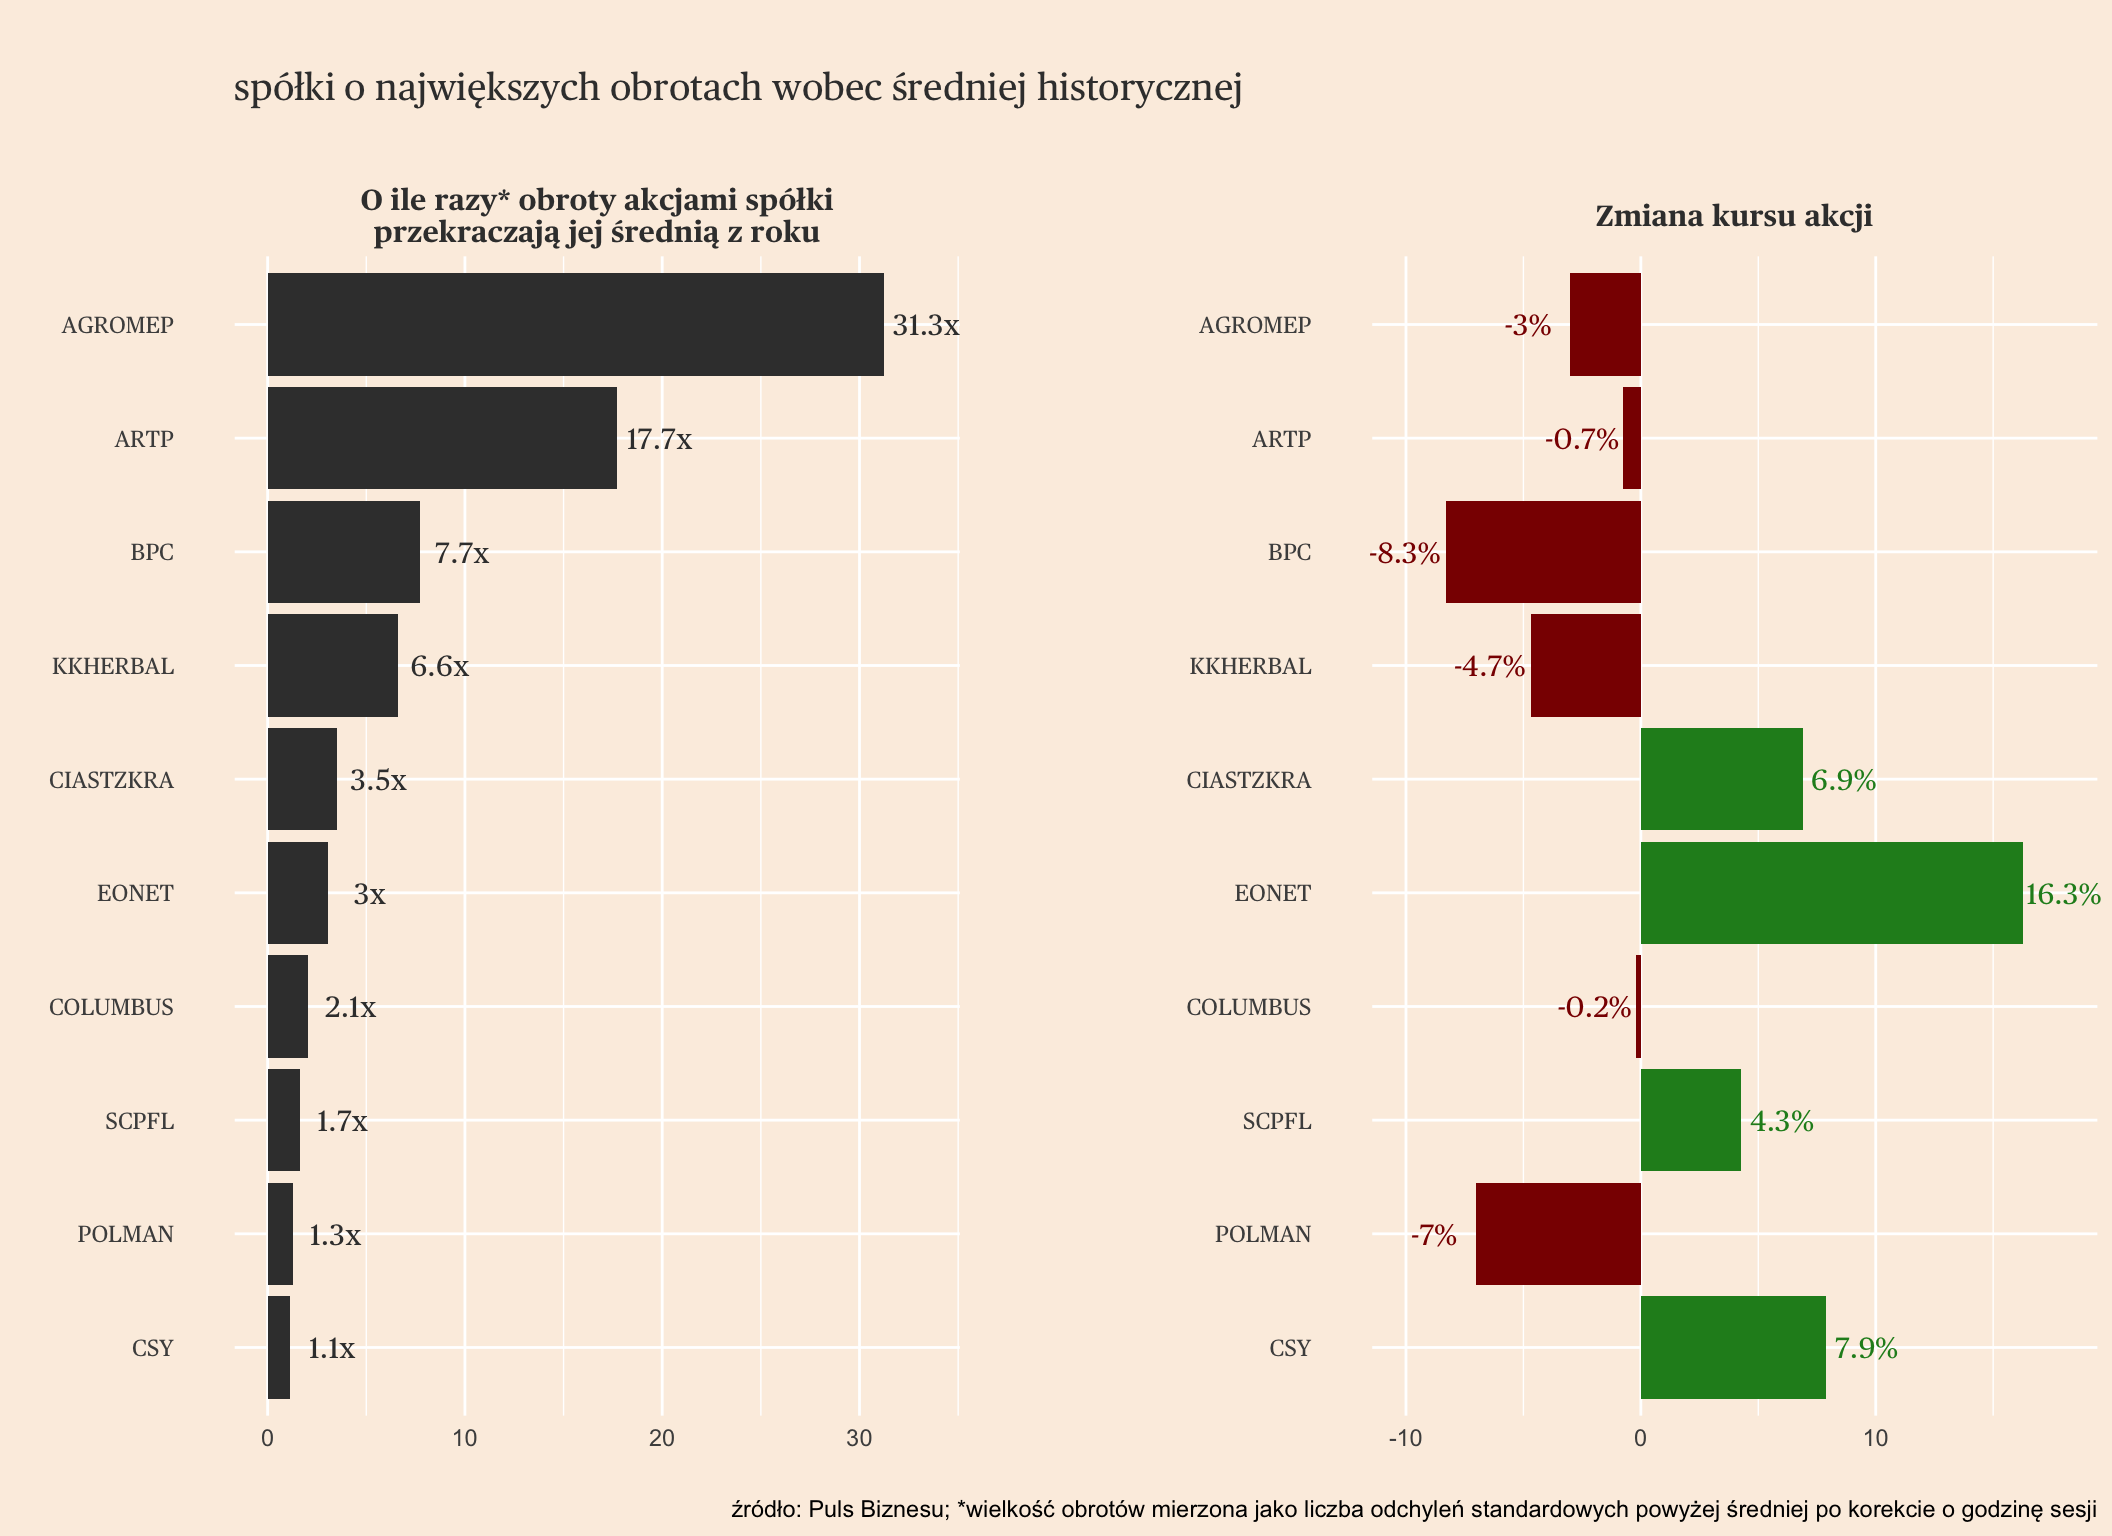 spółki o największych obrotach wobec średniej historycznej
O ile razy* obroty akcjami spółki
przekraczają jej średnią z roku
AGROMEP 31.3x
ARTP 17.7x
BPC 7.7x
KKHERBAL 6.6x
CIASTZKRA 3.5x
EONET 3x
COLUMBUS 2.1x
SCPFL 1.7x
POLMAN 1.3x
CSY 1.1x
0 10 20 30
Zmiana kursu akcji
AGROMEP -3%
ARTP -0.7%
BPC -8.3%
KKHERBAL -4.7%
CIASTZKRA 6.9%
EONET 16.3%
COLUMBUS -0.2%
SCPFL 4.3%
POLMAN -7%
CSY 7.9%
-10 0 10
źródło: Puls Biznesu; *wielkość obrotów mierzona jako liczba odchyleń standardowych powyżej średniej po korekcie o godzinę sesji